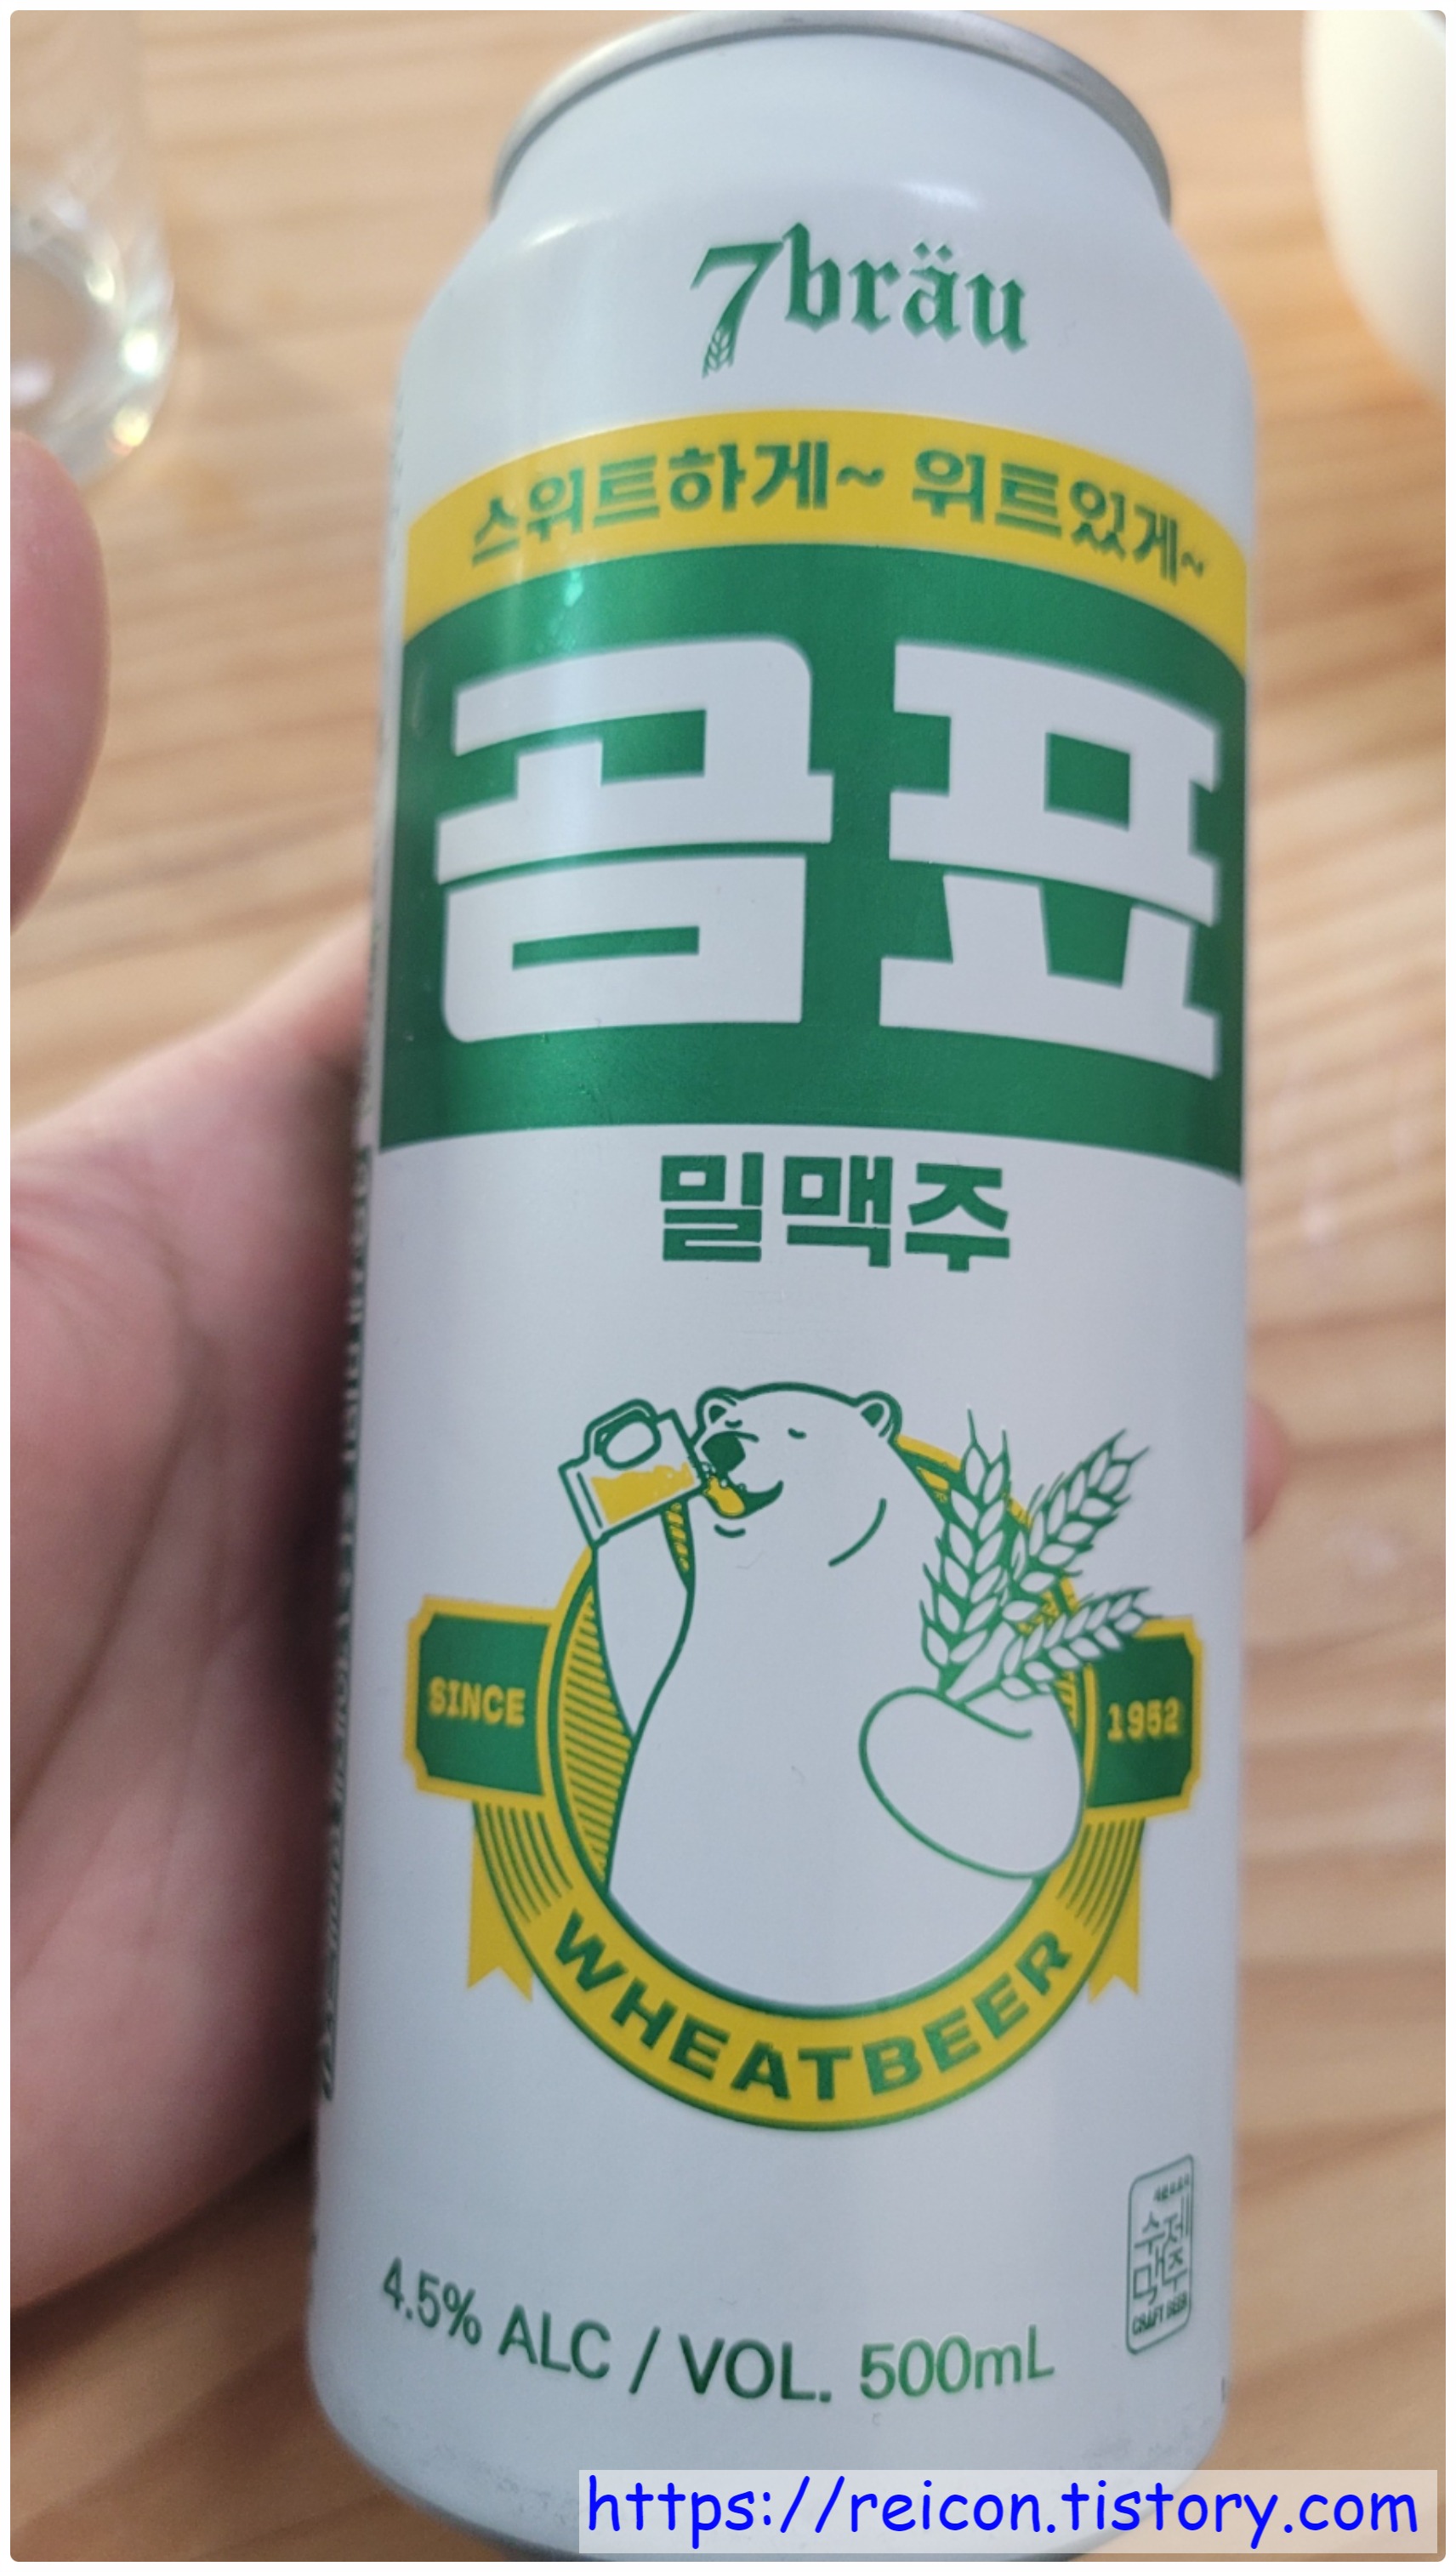 7bräu
스위트하게~ 위트있게~
곰표
밀맥주
SINCE 1952
WHEATBEER
수제
맥주
CRAFT BEER
4.5% ALC / VOL. 500mL
https://reicon.tistory.com